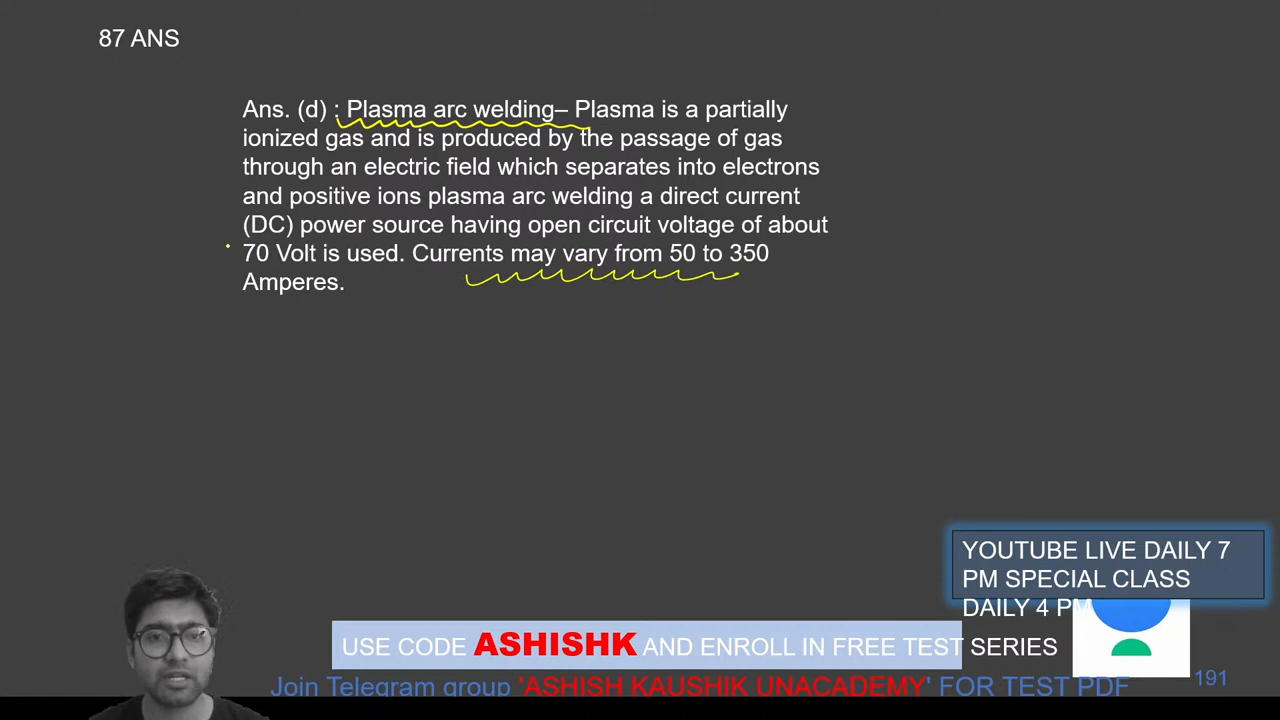 87 ANS
Ans. (d) : Plasma arc welding– Plasma is a partially
ionized gas and is produced by the passage of gas
through an electric field which separates into electrons
and positive ions plasma arc welding a direct current
(DC) power source having open circuit voltage of about
70 Volt is used. Currents may vary from 50 to 350
Amperes.
YOUTUBE LIVE DAILY 7
PM SPECIAL CLASS
DAILY 4 PM
USE CODE ASHISHK AND ENROLL IN FREE TEST SERIES
Join Telegram group 'ASHISH KAUSHIK UNACADEMY' FOR TEST PDF
191